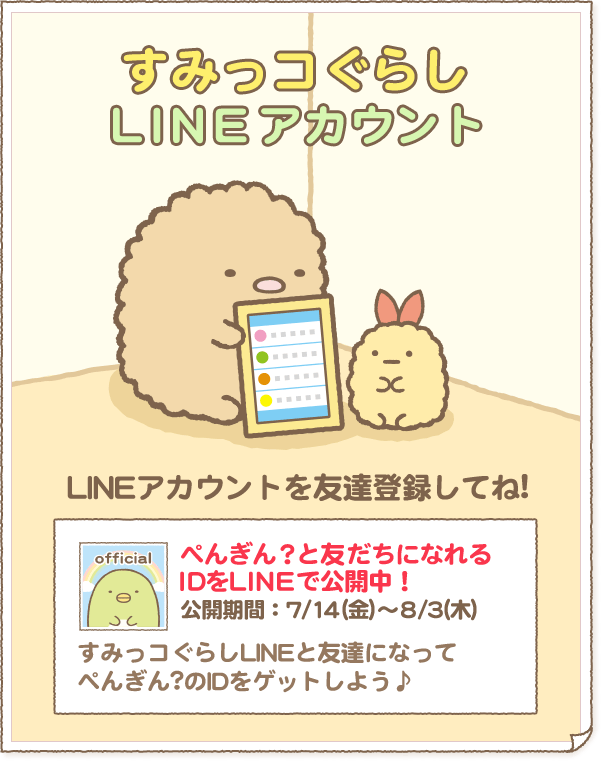 すみっコぐらし
LINEアカウント
LINEアカウントを友達登録してね!
official
ぺんぎん？と友だちになれる
IDをLINEで公開中！
公開期間：7/14(金)～8/3(木)
すみっコぐらしLINEと友達になって
ぺんぎん?のIDをゲットしよう♪